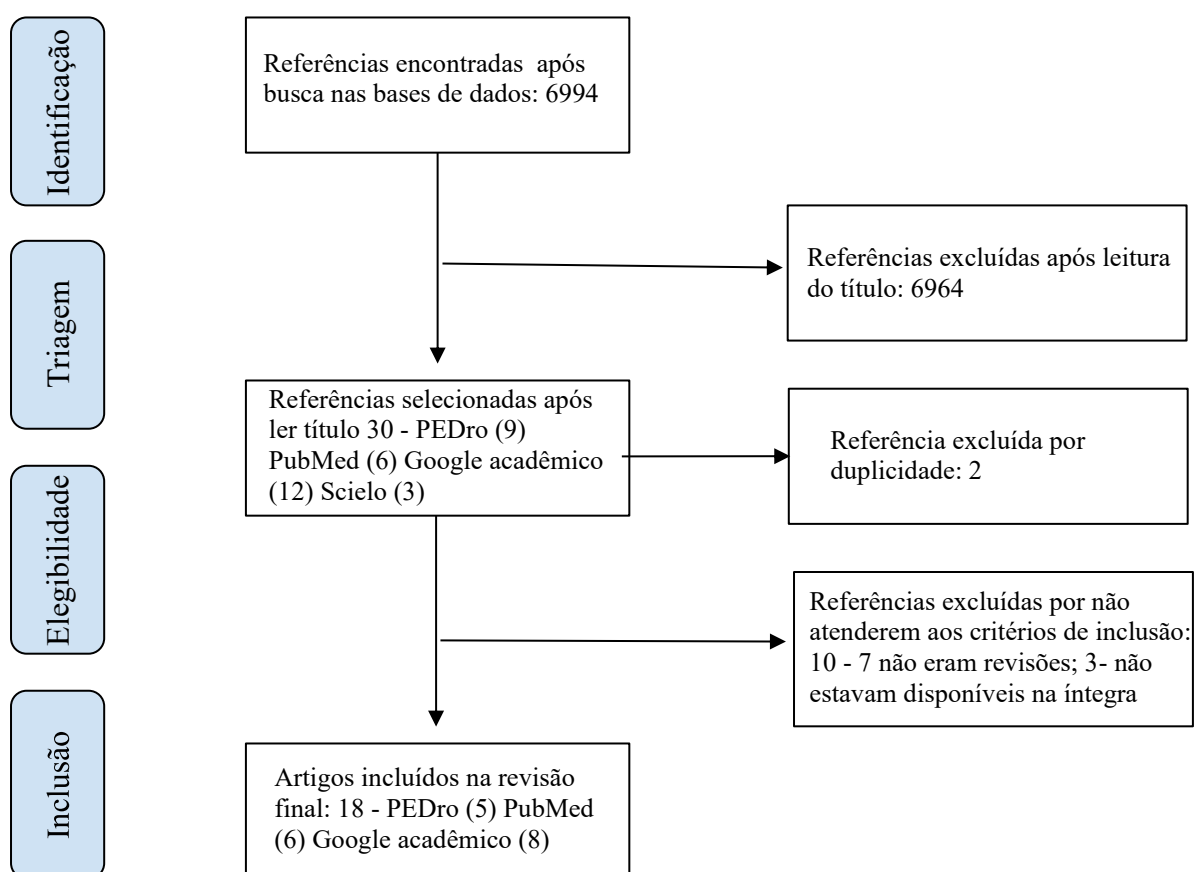 Identificação
Referências encontradas após
busca nas bases de dados: 6994
Referências excluídas após leitura
do título: 6964
Triagem
Referências selecionadas após
ler título 30 - PEDro (9)
PubMed (6) Google acadêmico
(12) Scielo (3)
Referência excluída por
duplicidade: 2
Elegibilidade
Referências excluídas por não
atenderem aos critérios de inclusão:
10 - 7 não eram revisões; 3- não
estavam disponíveis na íntegra
Inclusão
Artigos incluídos na revisão
final: 18 - PEDro (5) PubMed
(6) Google acadêmico (8)